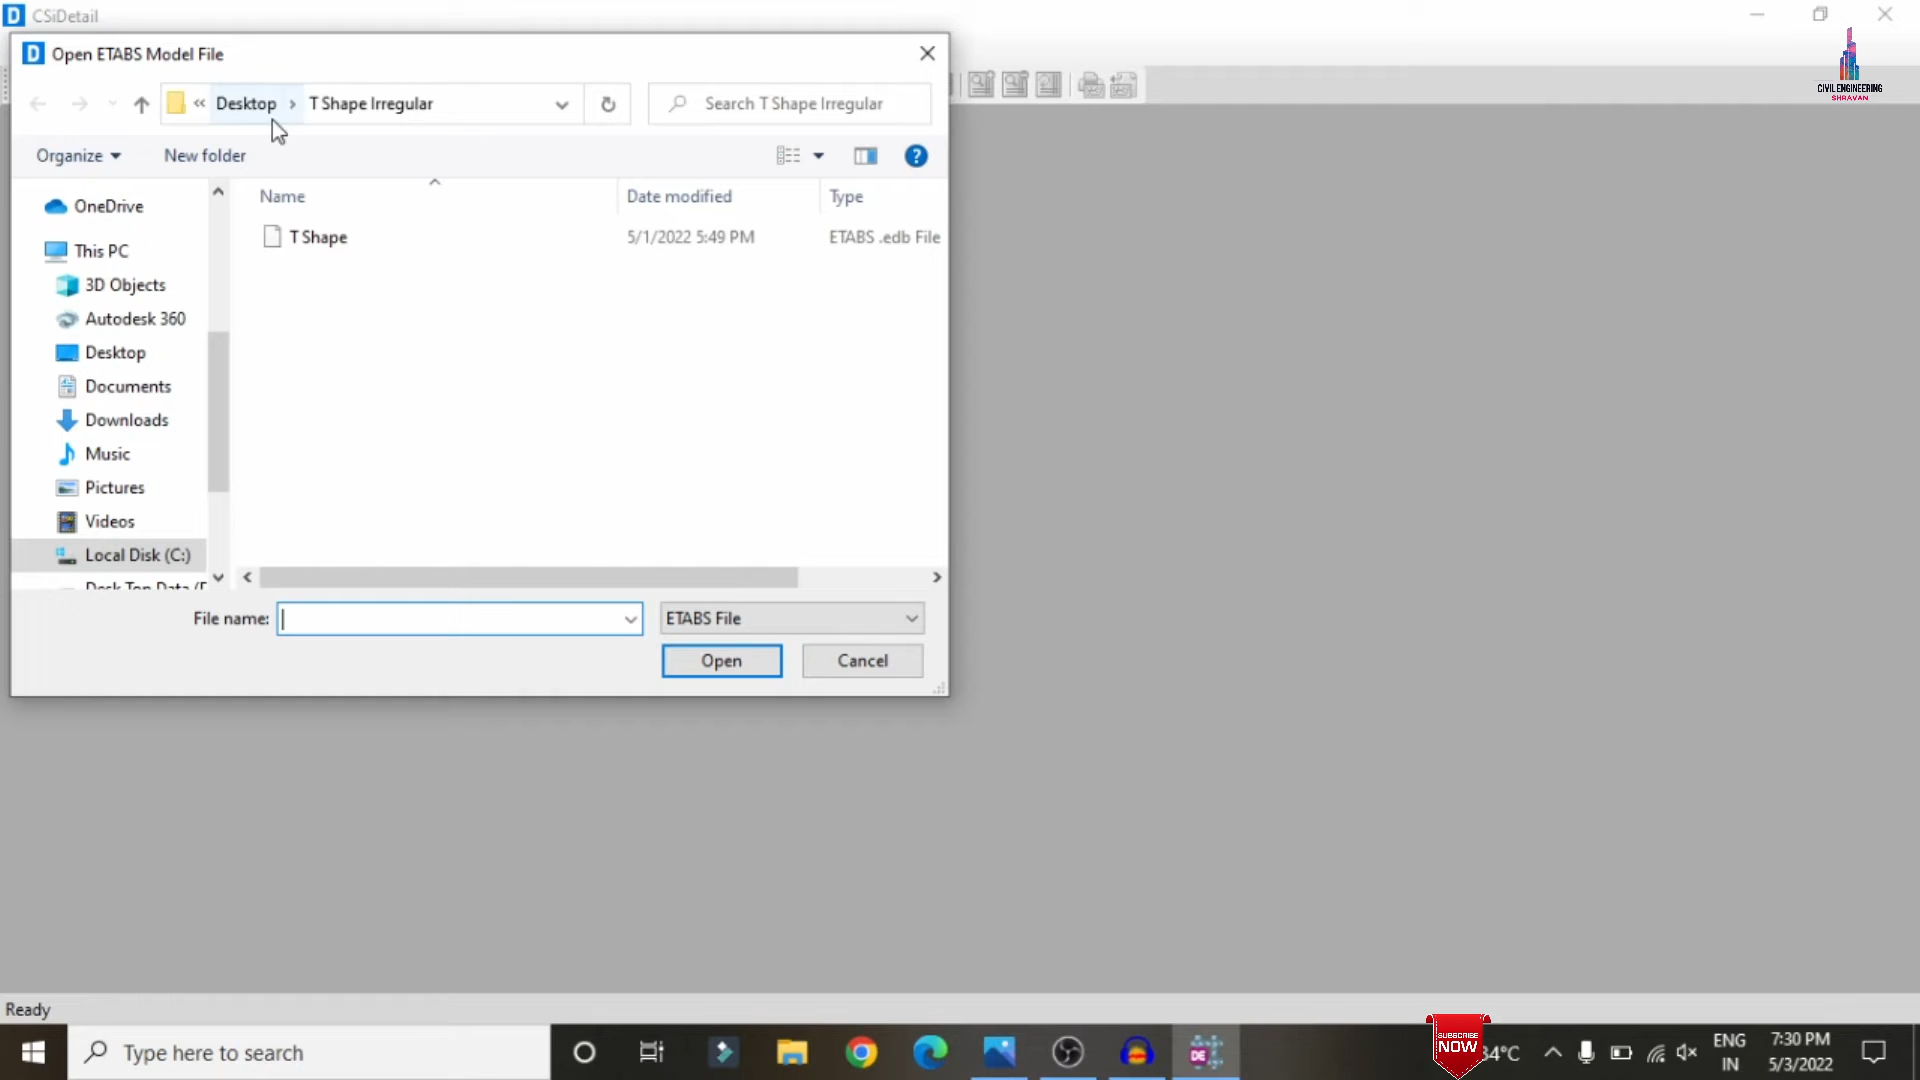 CSiDetail
Open ETABS Model File
« Desktop › T Shape Irregular
Search T Shape Irregular
CIVIL ENGINEERING
SHRAVAN
Organize
New folder
?
Name
Date modified
Type
T Shape
5/1/2022 5:49 PM
ETABS .edb File
OneDrive
This PC
3D Objects
Autodesk 360
Desktop
Documents
Downloads
Music
Pictures
Videos
Local Disk (C:)
File name:
ETABS File
Open
Cancel
Ready
Type here to search
DE
SUBSCRIBE
NOW
34°C
ENG
IN
7:30 PM
5/3/2022